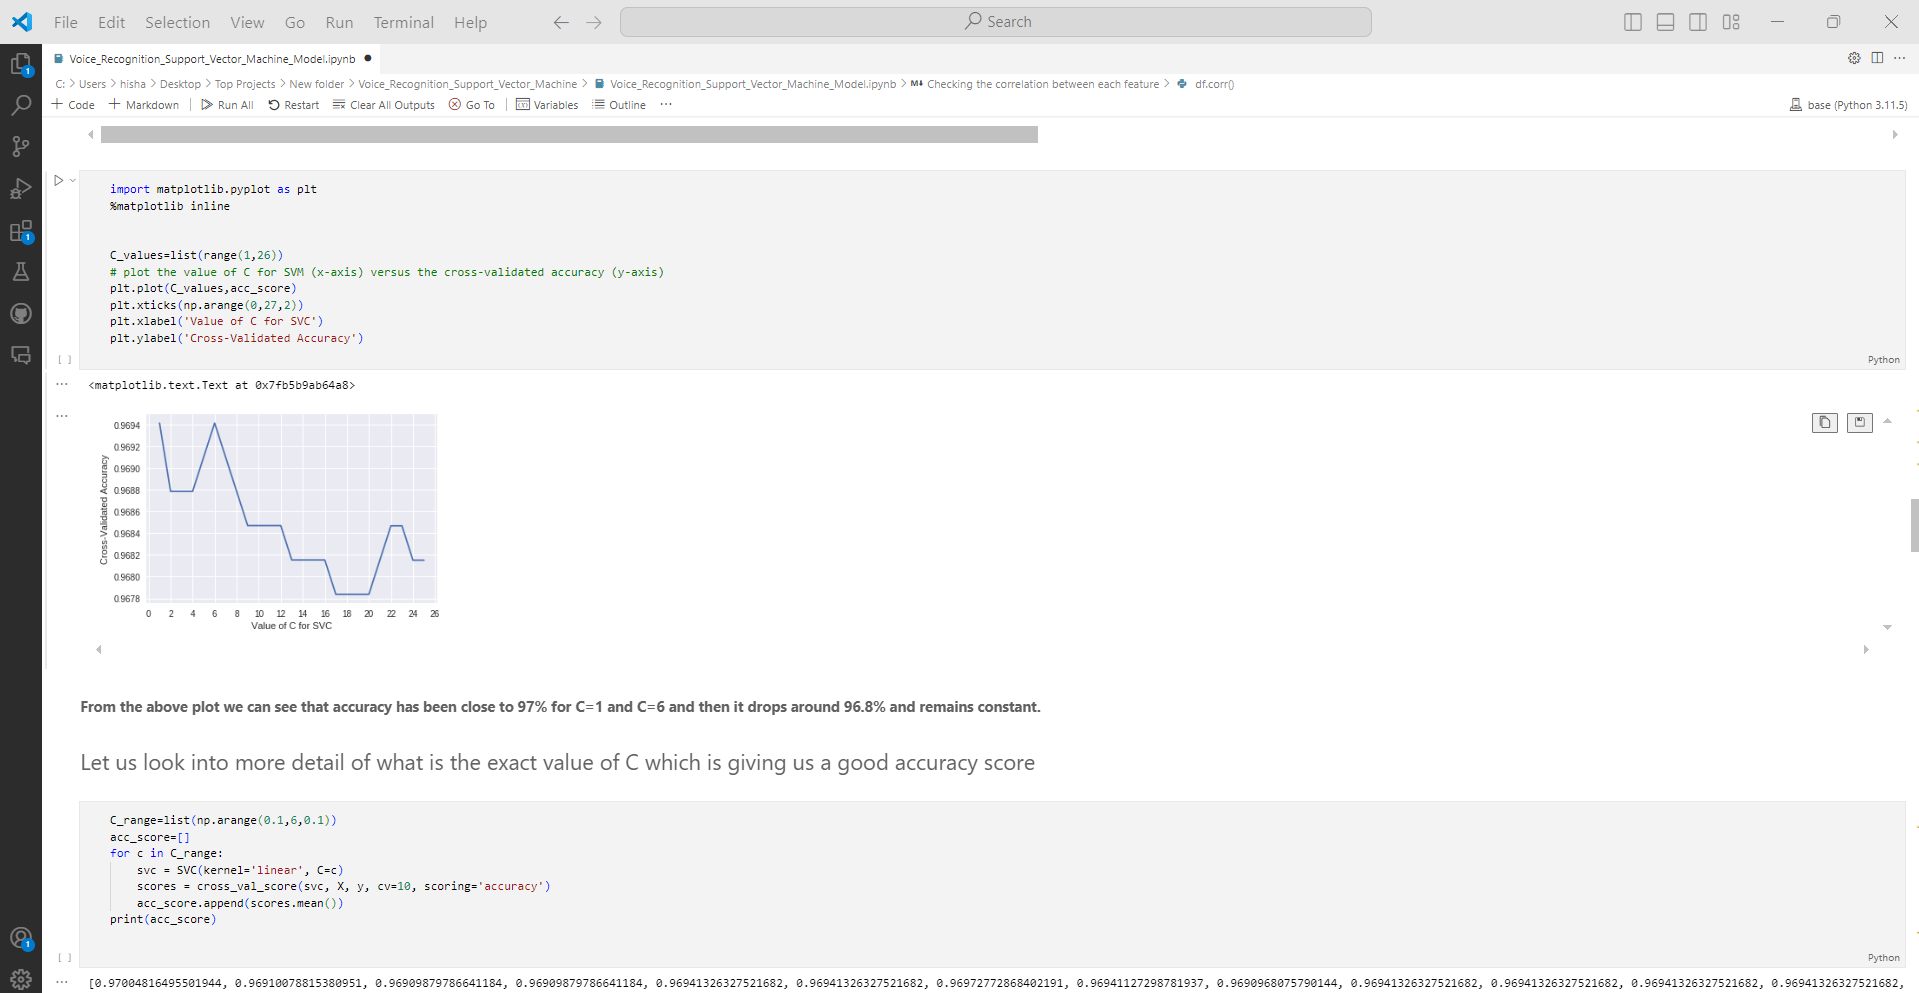 File Edit Selection View Go Run Terminal Help
Search
Voice_Recognition_Support_Vector_Machine_Model.ipynb
C: > Users > hisha > Desktop > Top Projects > New folder > Voice_Recognition_Support_Vector_Machine > Voice_Recognition_Support_Vector_Machine_Model.ipynb > M↓ Checking the correlation between each feature > df.corr()
+ Code + Markdown | Run All Restart Clear All Outputs Go To | Variables Outline ···
base (Python 3.11.5)
import matplotlib.pyplot as plt
%matplotlib inline
C_values=list(range(1,26))
# plot the value of C for SVM (x-axis) versus the cross-validated accuracy (y-axis)
plt.plot(C_values,acc_score)
plt.xticks(np.arange(0,27,2))
plt.xlabel('Value of C for SVC')
plt.ylabel('Cross-Validated Accuracy')
[ ]
Python
<matplotlib.text.Text at 0x7fb5b9ab64a8>
Cross-Validated Accuracy
0.9694
0.9692
0.9690
0.9688
0.9686
0.9684
0.9682
0.9680
0.9678
0 2 4 6 8 10 12 14 16 18 20 22 24 26
Value of C for SVC
From the above plot we can see that accuracy has been close to 97% for C=1 and C=6 and then it drops around 96.8% and remains constant.
Let us look into more detail of what is the exact value of C which is giving us a good accuracy score
C_range=list(np.arange(0.1,6,0.1))
acc_score=[]
for c in C_range:
    svc = SVC(kernel='linear', C=c)
    scores = cross_val_score(svc, X, y, cv=10, scoring='accuracy')
    acc_score.append(scores.mean())
print(acc_score)
[ ]
Python
[0.97004816495501944, 0.96910078815380951, 0.96909879786641184, 0.96909879786641184, 0.96941326327521682, 0.96941326327521682, 0.96972772868402191, 0.96941127298781937, 0.9690968075790144, 0.96941326327521682, 0.96941326327521682, 0.96941326327521682, 0.96941326327521682,
1
1
1